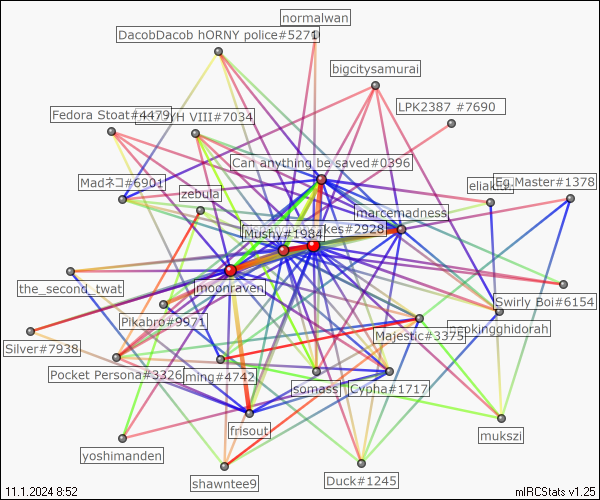 normalwan
DacobDacob hORNY police#5271
bigcitysamurai
LPK2387 #7690
Fedora Stoat#4479
YH VIII#7034
Can anything be saved#0396
Madネコ#6901
zebula
Eg.Master#1378
marcemadness
kes#2928
Mushy#1984
the_second_twat
moonraven
Swirly Boi#6154
Pikabro#9971
Majestic#3375
Silver#7938
Pocket Persona#3326
ming#4742
somass
Cypha#1717
frisout
mukszi
yoshimanden
shawntee9
Duck#1245
11.1.2024 8:52
mIRCStats v1.25